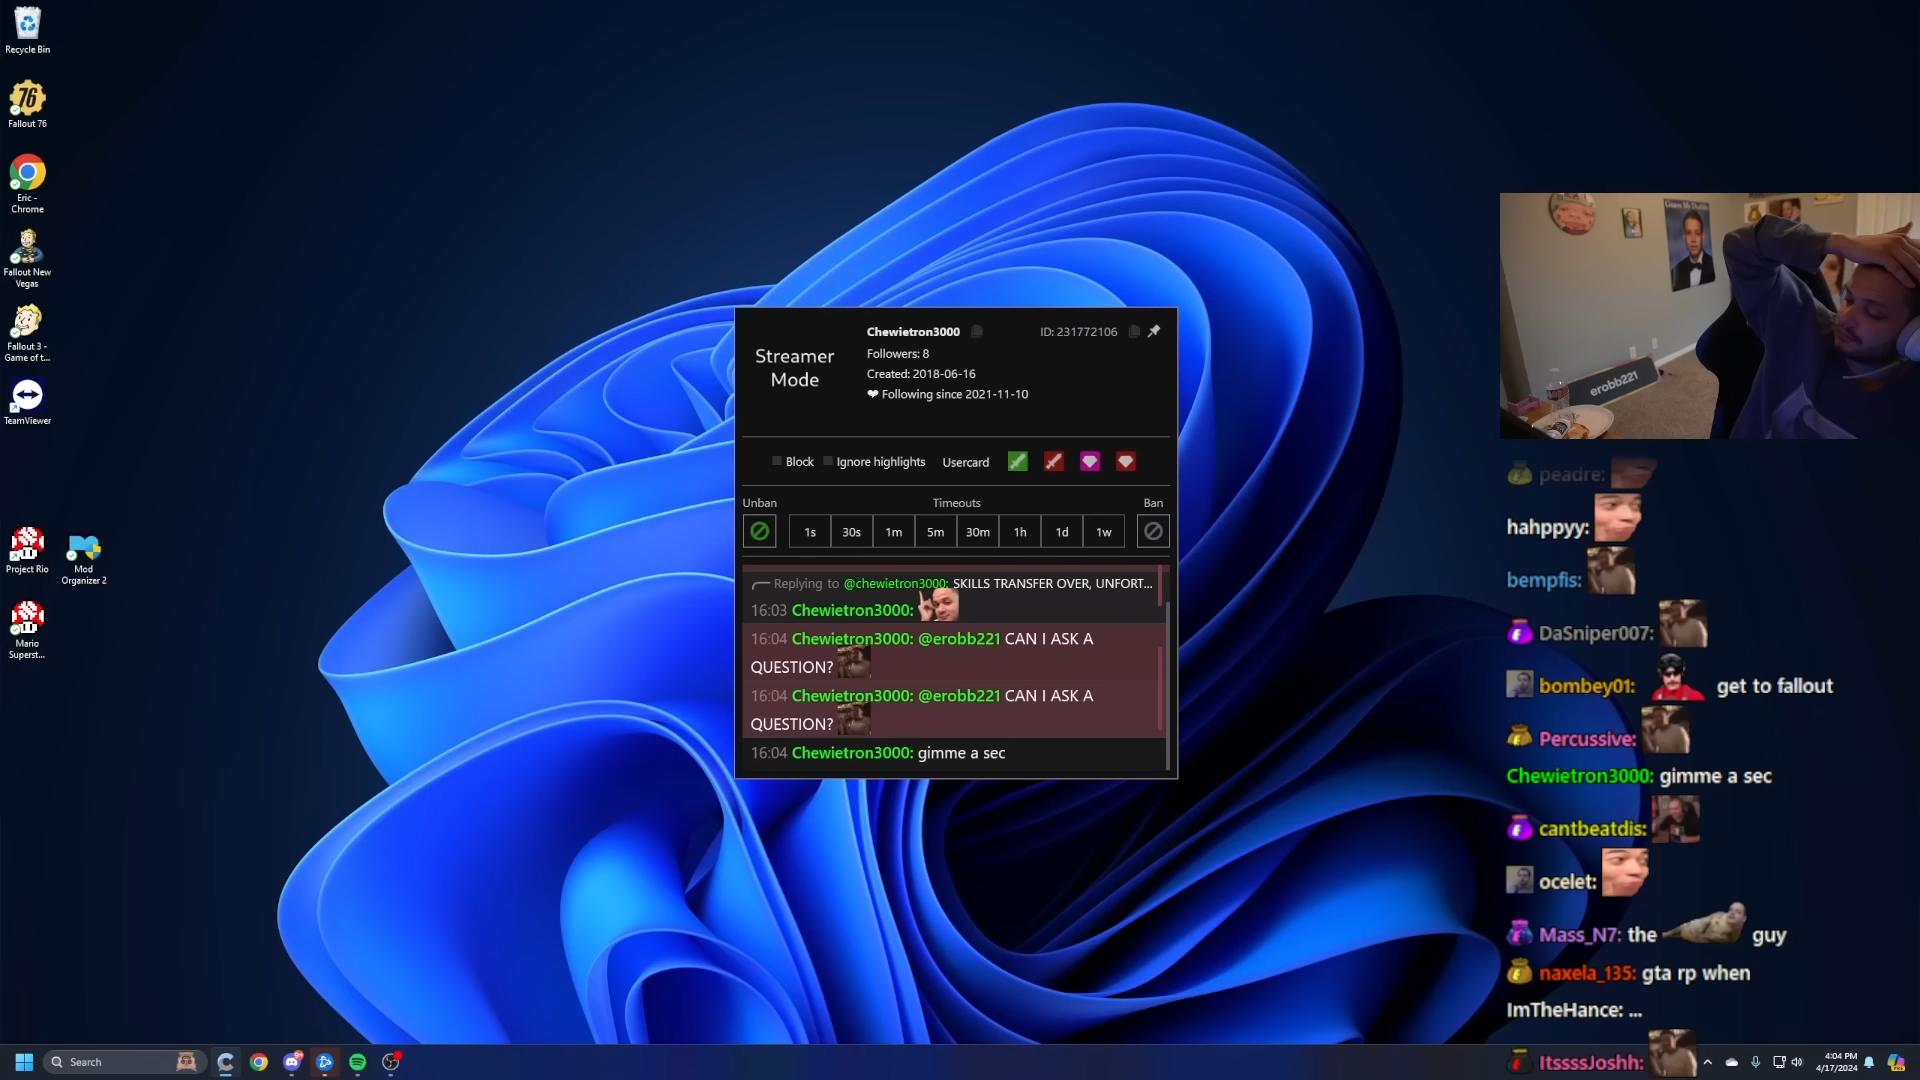 Recycle Bin
Fallout 76
Eric -
Chrome
Fallout New
Vegas
Fallout 3 -
Game of t...
TeamViewer
Project Rio
Mod
Organizer 2
Mario
Superst...
Streamer
Mode
Chewietron3000
ID: 231772106
Followers: 8
Created: 2018-06-16
❤ Following since 2021-11-10
Block
Ignore highlights
Usercard
Unban
Timeouts
Ban
1s 30s 1m 5m 30m 1h 1d 1w
Replying to @chewietron3000: SKILLS TRANSFER OVER, UNFORT...
16:03 Chewietron3000:
16:04 Chewietron3000: @erobb221 CAN I ASK A
QUESTION?
16:04 Chewietron3000: @erobb221 CAN I ASK A
QUESTION?
16:04 Chewietron3000: gimme a sec
erobb221
peadre:
hahppyy:
bempfis:
DaSniper007:
bombey01: get to fallout
Percussive:
Chewietron3000: gimme a sec
cantbeatdis:
ocelet:
Mass_N7: the guy
naxela_135: gta rp when
ImTheHance: ...
ItssssJoshh:
Search
4:04 PM
4/17/2024